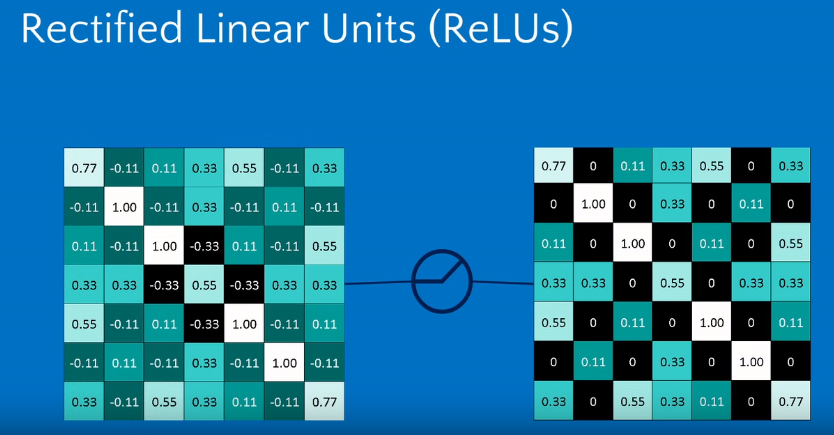 Rectified Linear Units (ReLUs)
0.77 -0.11 0.11 0.33 0.55 -0.11 0.33
-0.11 1.00 -0.11 0.33 -0.11 0.11 -0.11
0.11 -0.11 1.00 -0.33 0.11 -0.11 0.55
0.33 0.33 -0.33 0.55 -0.33 0.33 0.33
0.55 -0.11 0.11 -0.33 1.00 -0.11 0.11
-0.11 0.11 -0.11 0.33 -0.11 1.00 -0.11
0.33 -0.11 0.55 0.33 0.11 -0.11 0.77
0.77 0 0.11 0.33 0.55 0 0.33
0 1.00 0 0.33 0 0.11 0
0.11 0 1.00 0 0.11 0 0.55
0.33 0.33 0 0.55 0 0.33 0.33
0.55 0 0.11 0 1.00 0 0.11
0 0.11 0 0.33 0 1.00 0
0.33 0 0.55 0.33 0.11 0 0.77